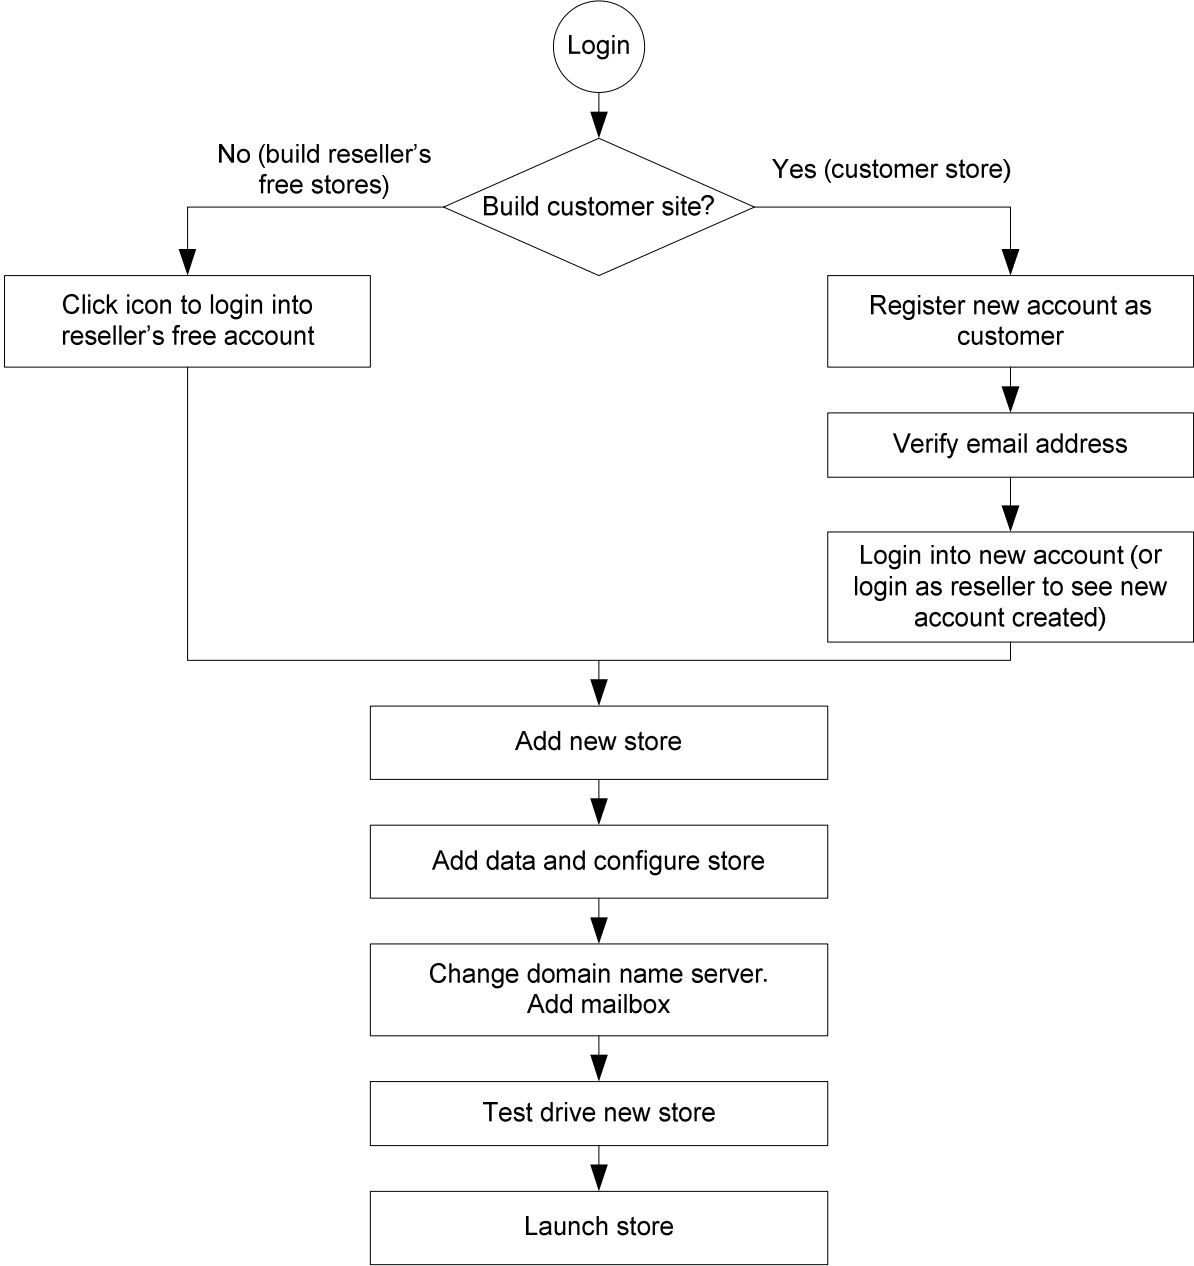 Login
No (build reseller's
free stores)
Yes (customer store)
Build customer site?
Click icon to login into
reseller's free account
Register new account as
customer
Verify email address
Login into new account (or
login as reseller to see new
account created)
Add new store
Add data and configure store
Change domain name server.
Add mailbox
Test drive new store
Launch store